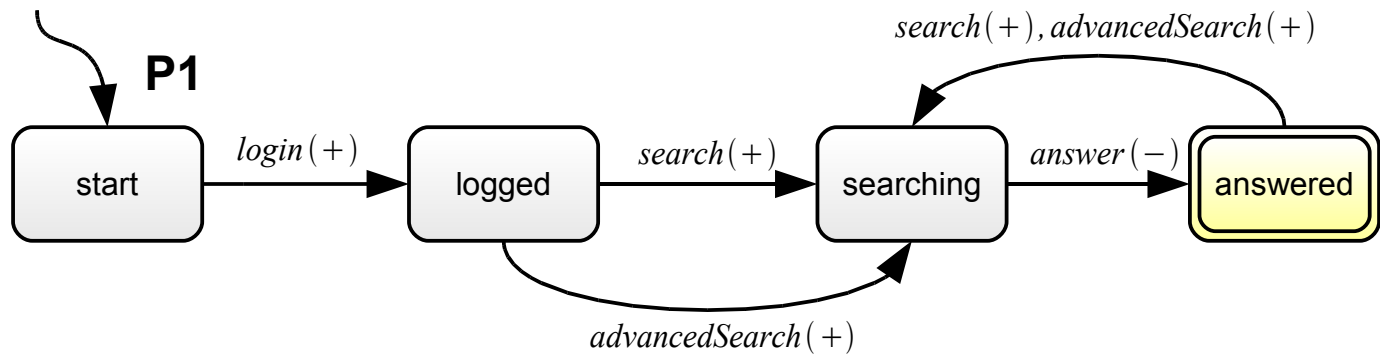 search(+), advancedSearch(+)
P1
login(+)
search(+)
answer(−)
start
logged
searching
answered
advancedSearch(+)